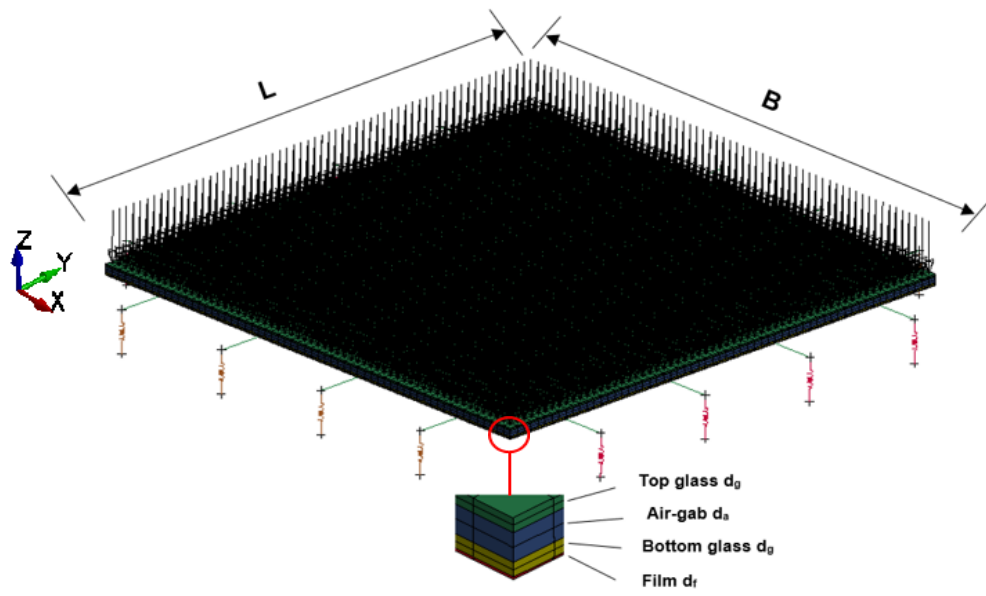 L
B
Z
Y
X
Top glass dg
Air-gab da
Bottom glass dg
Film df